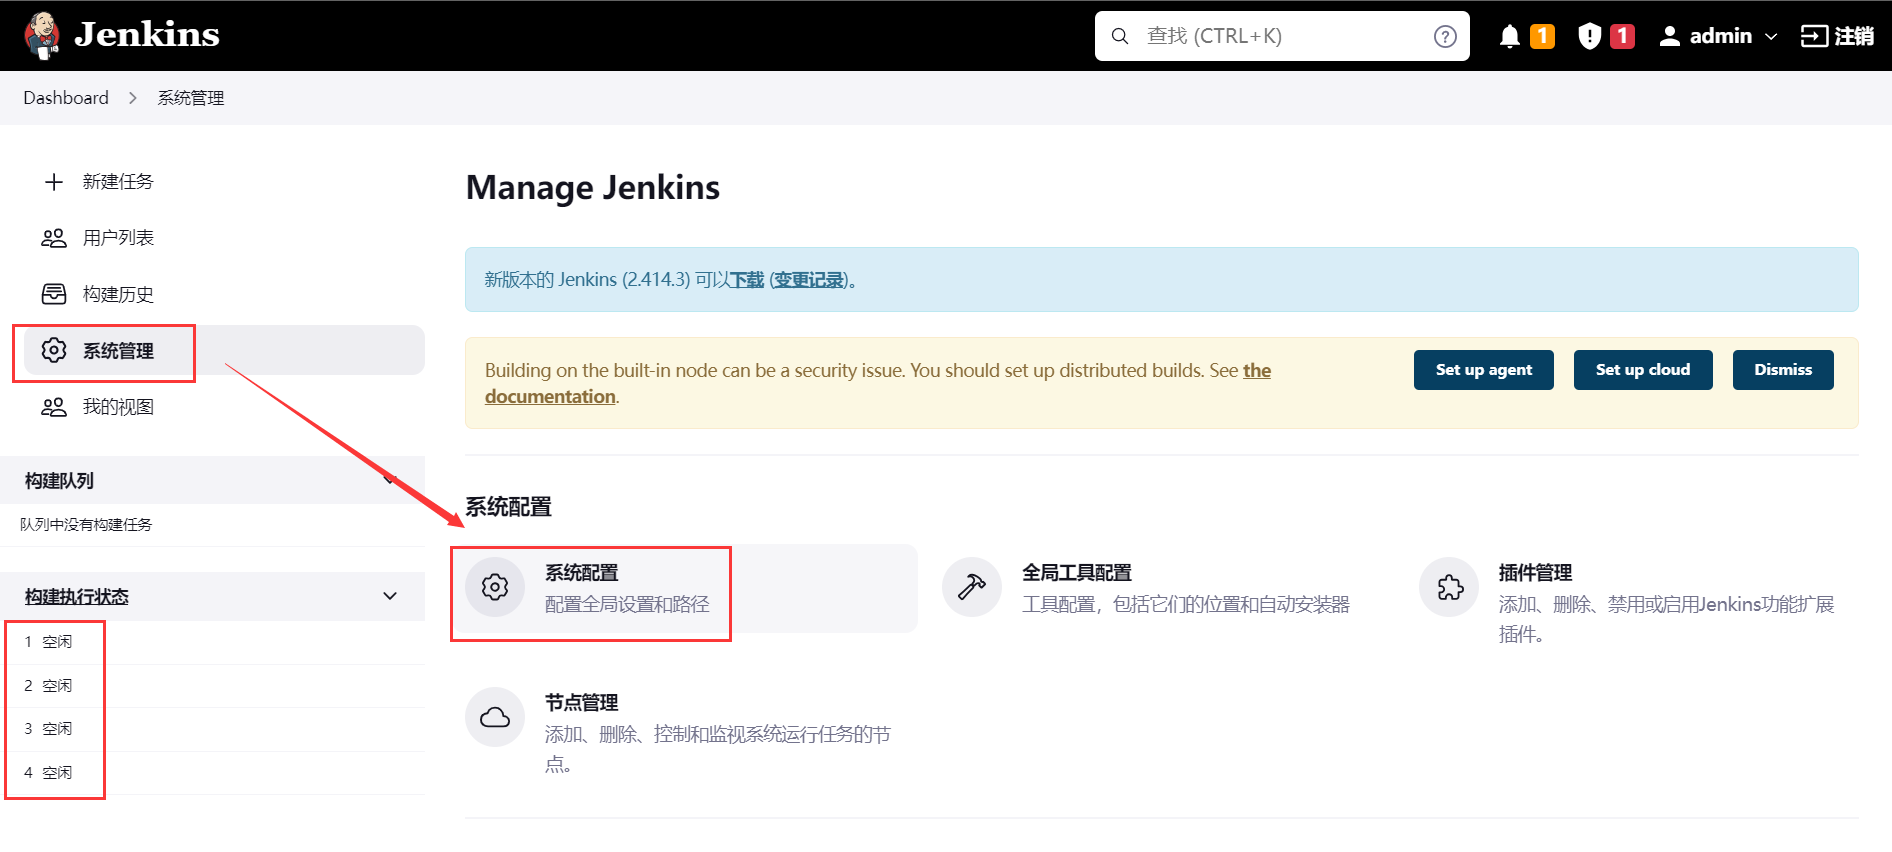 Jenkins
查找 (CTRL+K)
1
1
admin
注销
Dashboard
系统管理
新建任务
用户列表
构建历史
系统管理
我的视图
构建队列
队列中没有构建任务
构建执行状态
1 空闲
2 空闲
3 空闲
4 空闲
Manage Jenkins
新版本的 Jenkins (2.414.3) 可以下载 (变更记录)。
Building on the built-in node can be a security issue. You should set up distributed builds. See the
documentation.
Set up agent
Set up cloud
Dismiss
系统配置
系统配置
配置全局设置和路径
全局工具配置
工具配置，包括它们的位置和自动安装器
插件管理
添加、删除、禁用或启用Jenkins功能扩展
插件。
节点管理
添加、删除、控制和监视系统运行任务的节
点。